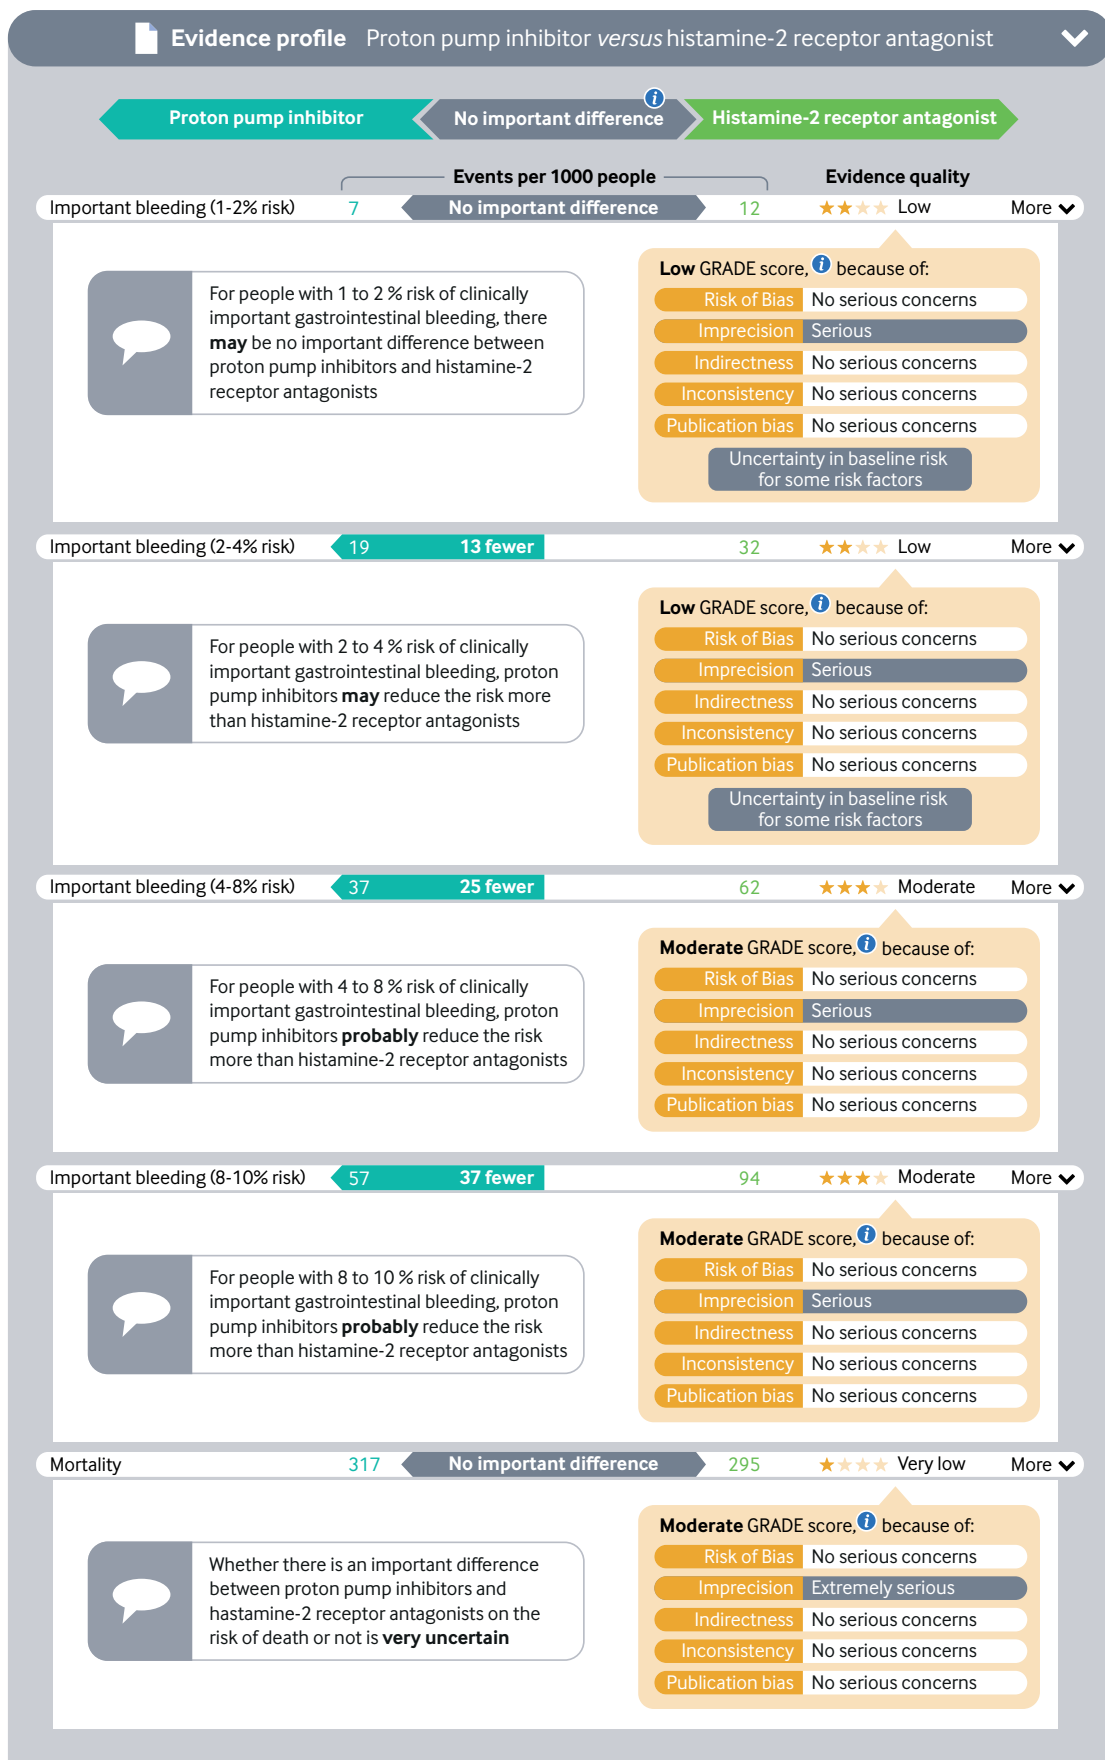 Evidence profile Proton pump inhibitor versus histamine-2 receptor antagonist
Proton pump inhibitor
No important difference
i
Histamine-2 receptor antagonist
Events per 1000 people
Evidence quality
Important bleeding (1-2% risk) 7 No important difference 12 Low More
For people with 1 to 2 % risk of clinically
important gastrointestinal bleeding, there
may be no important difference between
proton pump inhibitors and histamine-2
receptor antagonists
Low GRADE score, i because of:
Risk of Bias No serious concerns
Imprecision Serious
Indirectness No serious concerns
Inconsistency No serious concerns
Publication bias No serious concerns
Uncertainty in baseline risk
for some risk factors
Important bleeding (2-4% risk) 19 13 fewer 32 Low More
For people with 2 to 4 % risk of clinically
important gastrointestinal bleeding, proton
pump inhibitors may reduce the risk more
than histamine-2 receptor antagonists
Low GRADE score, i because of:
Risk of Bias No serious concerns
Imprecision Serious
Indirectness No serious concerns
Inconsistency No serious concerns
Publication bias No serious concerns
Uncertainty in baseline risk
for some risk factors
Important bleeding (4-8% risk) 37 25 fewer 62 Moderate More
For people with 4 to 8 % risk of clinically
important gastrointestinal bleeding, proton
pump inhibitors probably reduce the risk
more than histamine-2 receptor antagonists
Moderate GRADE score, i because of:
Risk of Bias No serious concerns
Imprecision Serious
Indirectness No serious concerns
Inconsistency No serious concerns
Publication bias No serious concerns
Important bleeding (8-10% risk) 57 37 fewer 94 Moderate More
For people with 8 to 10 % risk of clinically
important gastrointestinal bleeding, proton
pump inhibitors probably reduce the risk
more than histamine-2 receptor antagonists
Moderate GRADE score, i because of:
Risk of Bias No serious concerns
Imprecision Serious
Indirectness No serious concerns
Inconsistency No serious concerns
Publication bias No serious concerns
Mortality 317 No important difference 295 Very low More
Whether there is an important difference
between proton pump inhibitors and
hastamine-2 receptor antagonists on the
risk of death or not is very uncertain
Moderate GRADE score, i because of:
Risk of Bias No serious concerns
Imprecision Extremely serious
Indirectness No serious concerns
Inconsistency No serious concerns
Publication bias No serious concerns